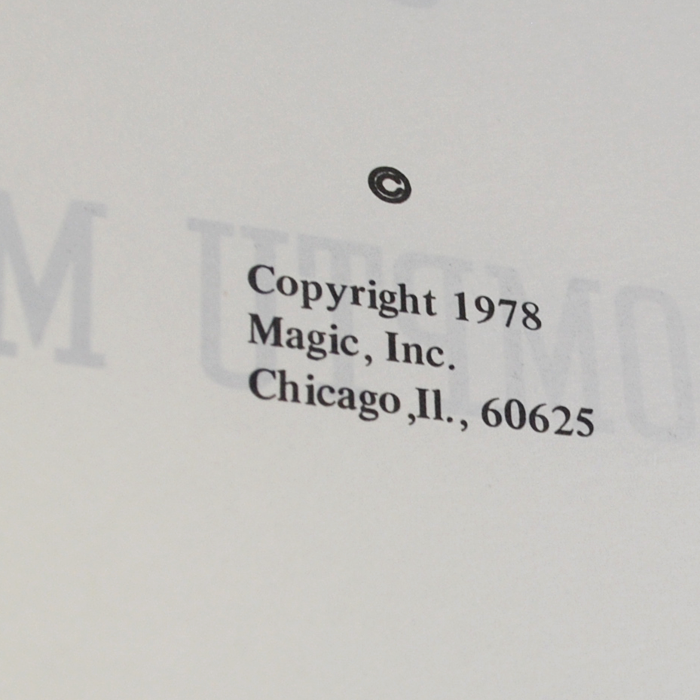 ©
Copyright 1978
Magic, Inc.
Chicago,Il., 60625